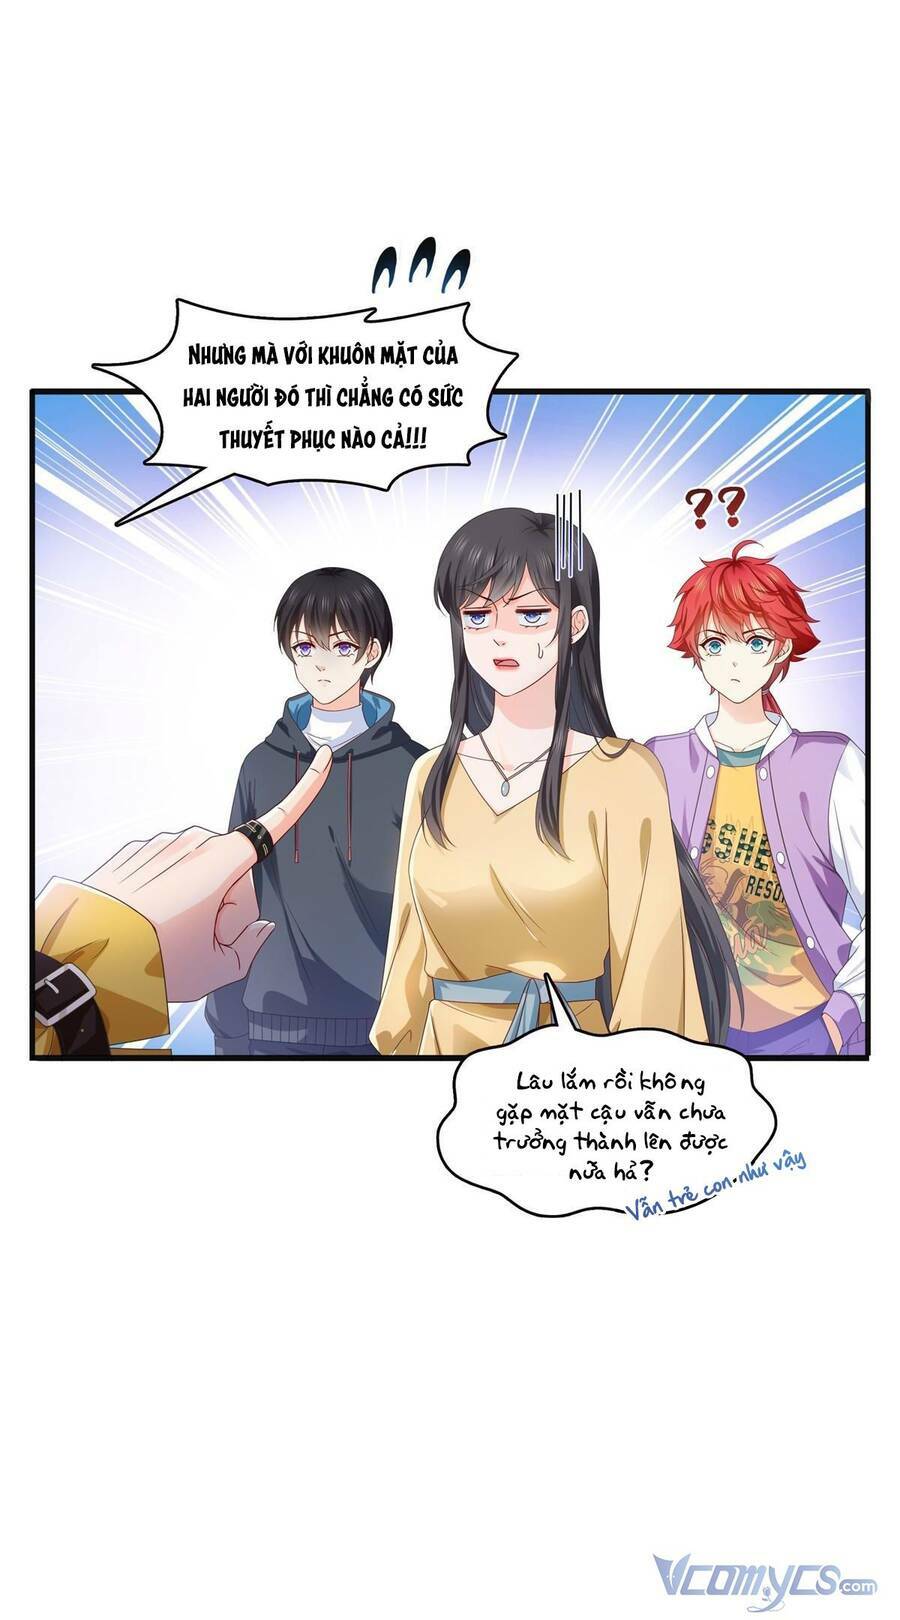 NHƯNG MÀ VỚI KHUÔN MẶT CỦA
HAI NGƯỜI ĐÓ THÌ CHẲNG CÓ SỨC
THUYẾT PHỤC NÀO CẢ!!!
??
OSHE
RESOR
Lâu lắm rồi không
gặp mặt cậu vẫn chưa
trưởng thành lên được
nữa hả?
Vẫn trẻ con như vậy
VCOMYCS.com